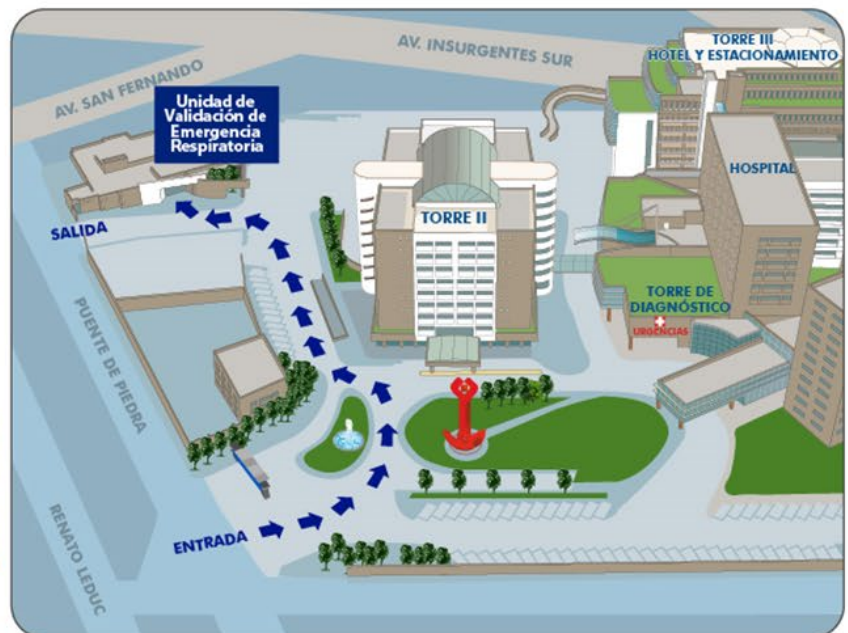 AV. INSURGENTES SUR
TORRE III
HOTEL Y ESTACIONAMIENTO
AV. SAN FERNANDO
Unidad de
Validación de
Emergencia
Respiratoria
HOSPITAL
TORRE II
SALIDA
TORRE DE
DIAGNÓSTICO
URGENCIAS
PUENTE DE PIEDRA
ENTRADA
RENATO LEDUC